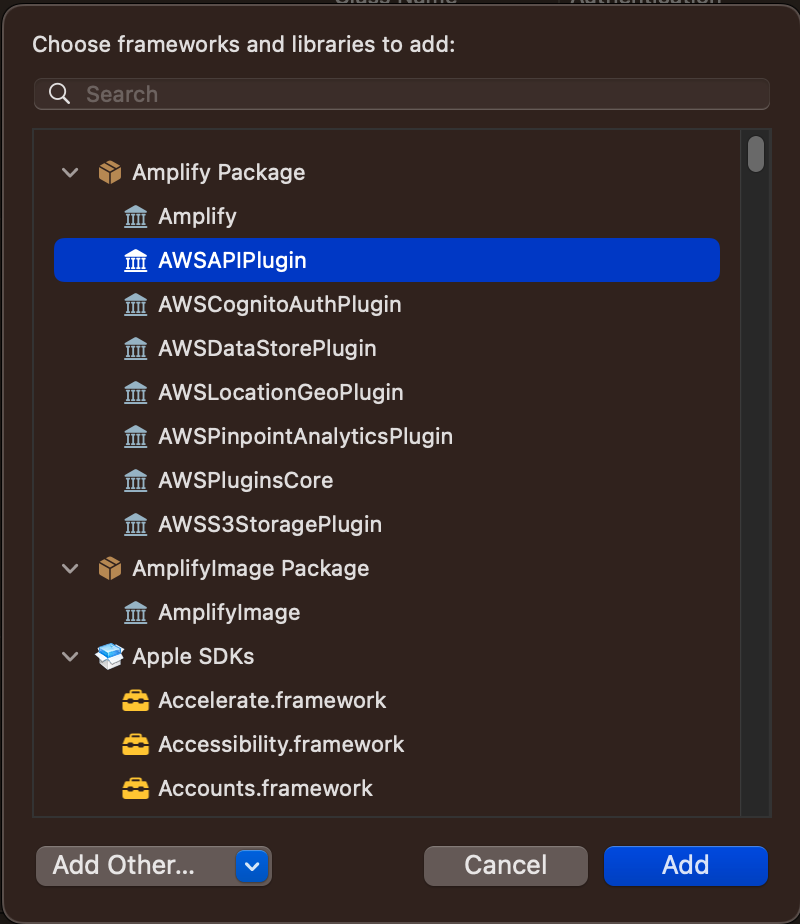 Choose frameworks and libraries to add:
Search
Amplify Package
Amplify
AWSAPIPlugin
AWSCognitoAuthPlugin
AWSDataStorePlugin
AWSLocationGeoPlugin
AWSPinpointAnalyticsPlugin
AWSPluginsCore
AWSS3StoragePlugin
AmplifyImage Package
AmplifyImage
Apple SDKs
Accelerate.framework
Accessibility.framework
Accounts.framework
Add Other... Cancel Add